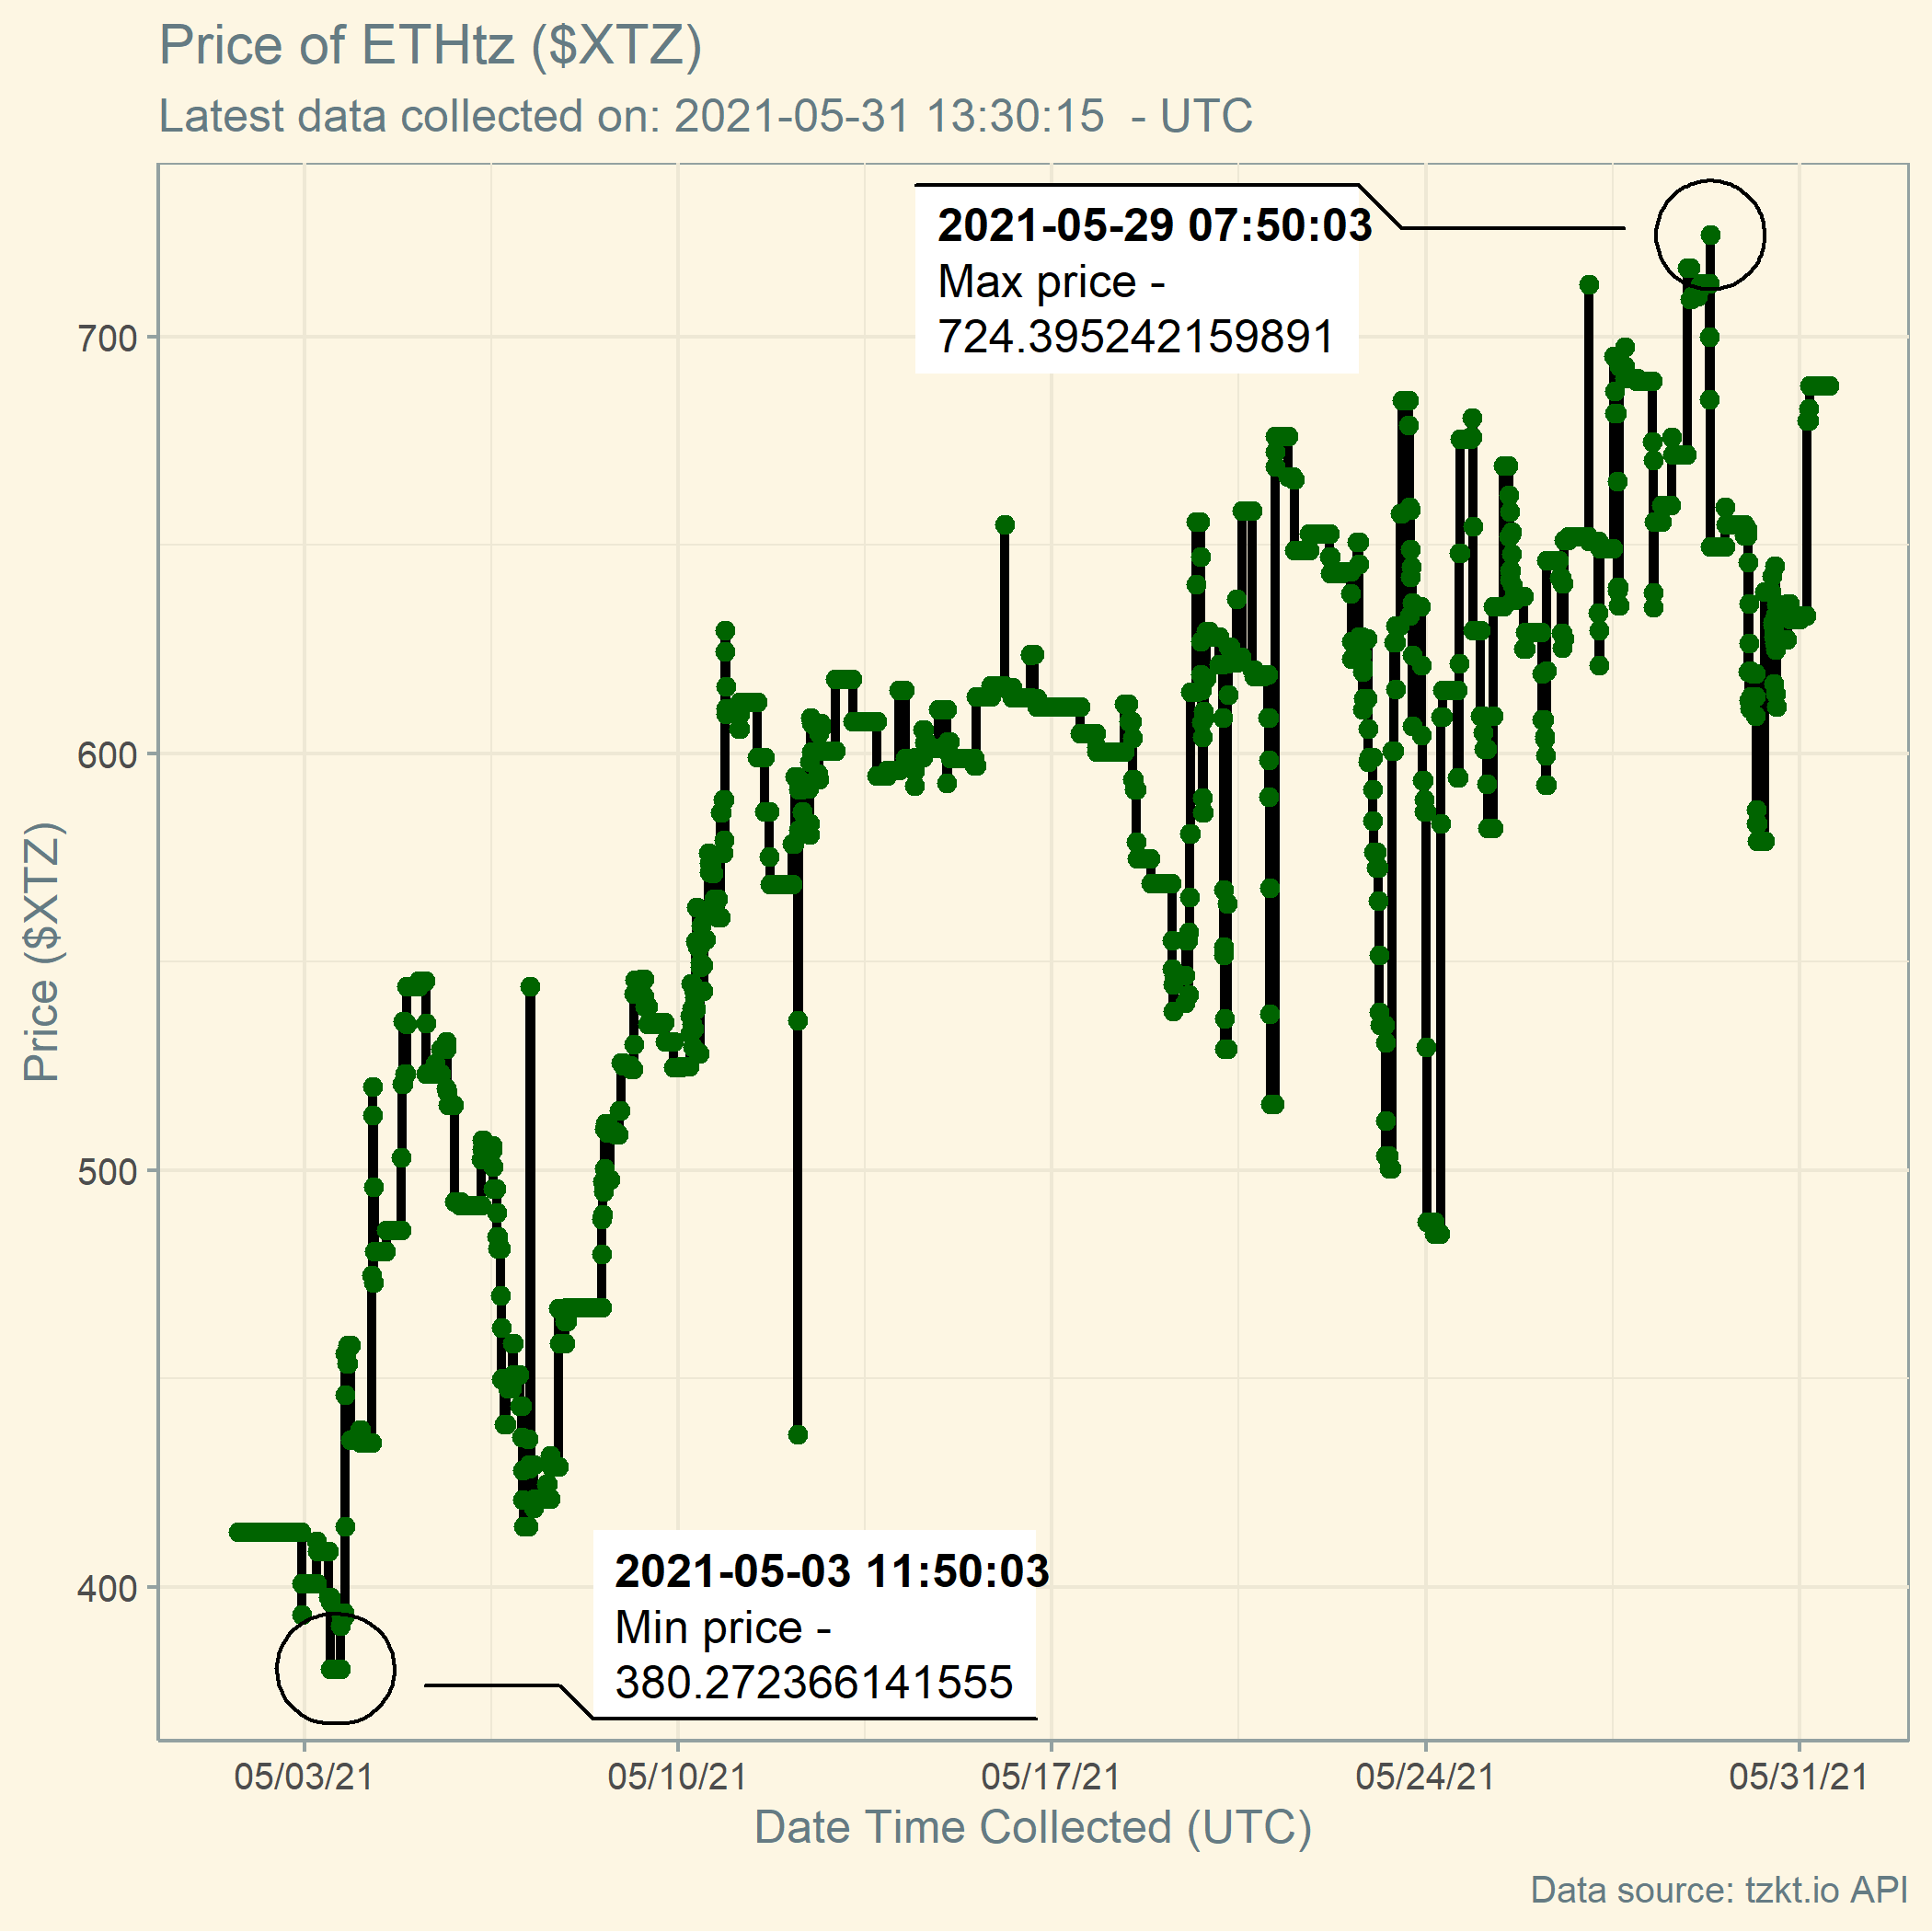 Price of ETHtz ($XTZ)
Latest data collected on: 2021-05-31 13:30:15  - UTC
2021-05-29 07:50:03
Max price -
724.395242159891
700
600
500
400
Price ($XTZ)
2021-05-03 11:50:03
Min price -
380.272366141555
05/03/21
05/10/21
05/17/21
05/24/21
05/31/21
Date Time Collected (UTC)
Data source: tzkt.io API